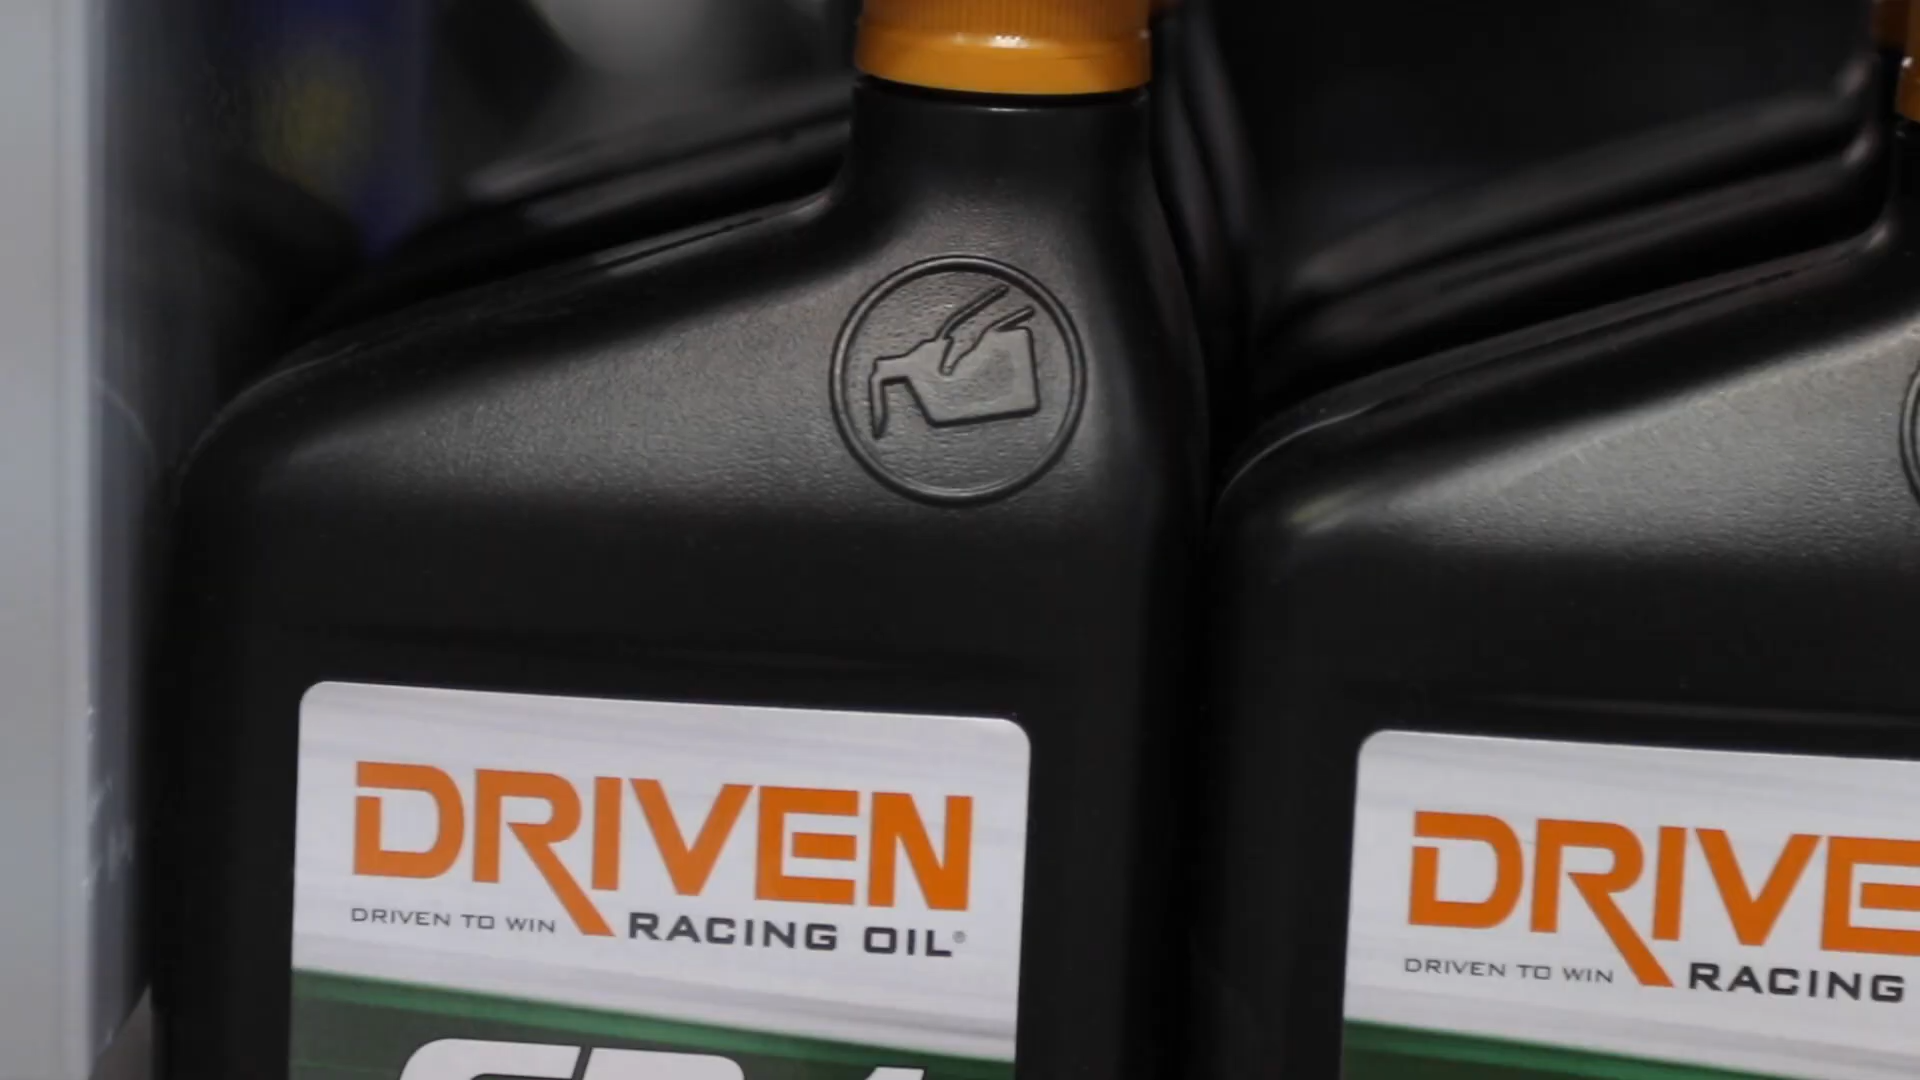 DRIVEN
DRIVEN TO WIN RACING OIL®
DRIVE
DRIVEN TO WIN RACING